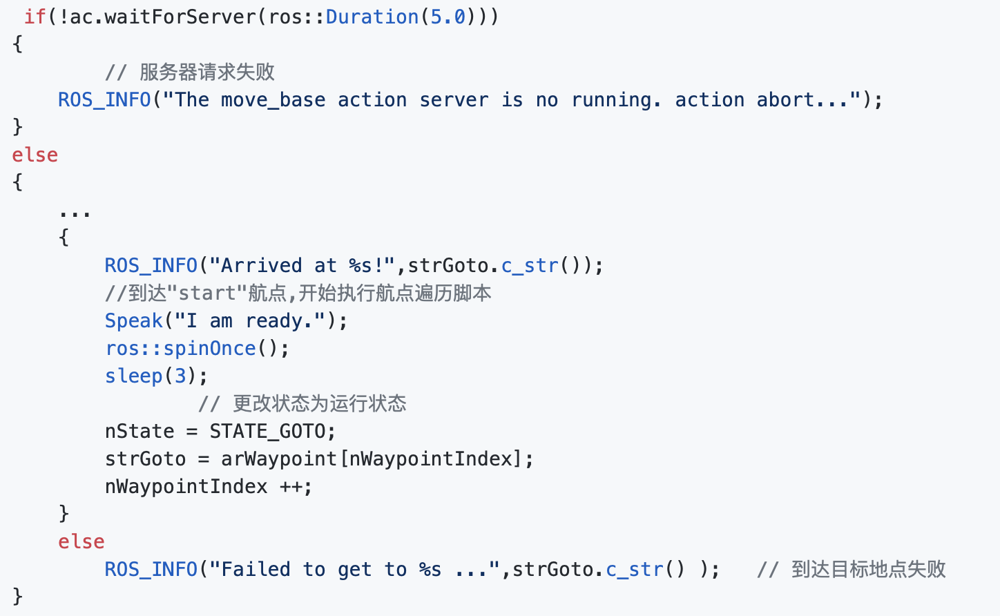 if(!ac.waitForServer(ros::Duration(5.0)))
{
// 服务器请求失败
ROS_INFO("The move_base action server is no running. action abort...");
}
else
{
...
{
ROS_INFO("Arrived at %s!",strGoto.c_str());
//到达"start"航点,开始执行航点遍历脚本
Speak("I am ready.");
ros::spinOnce();
sleep(3);
// 更改状态为运行状态
nState = STATE_GOTO;
strGoto = arWaypoint[nWaypointIndex];
nWaypointIndex ++;
}
else
ROS_INFO("Failed to get to %s ...",strGoto.c_str() ); // 到达目标地点失败
}